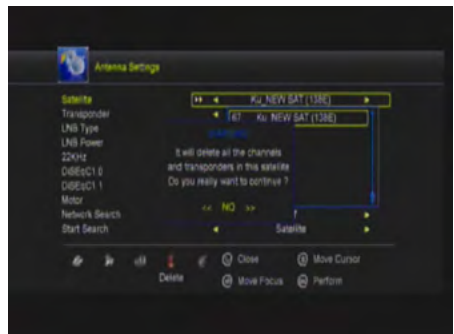 Antenna Settings
Satellite Ku_NEW SAT (138E)
Transponder 67 Ku_NEW SAT (138E)
LNB Type
LNB Power
22KHz
DiSEqC1.0
DiSEqC1.1
Motor
Network Search
Start Search Satellite
It will delete all the channels
and transponders in this satellite
Do you really want to continue ?
<< NO >>
Delete
Close Move Cursor
Move Focus Perform